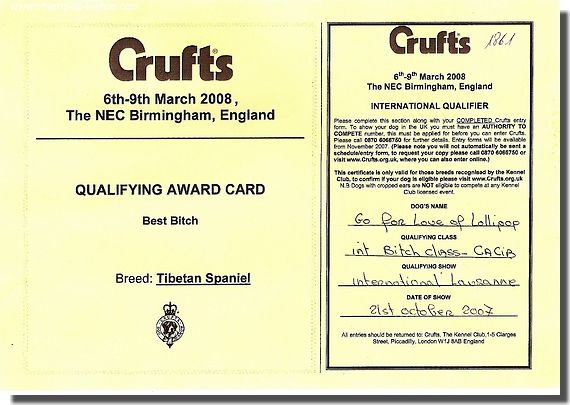 Crufts®
6th-9th March 2008,
The NEC Birmingham, England
QUALIFYING AWARD CARD
Best Bitch
Breed: Tibetan Spaniel
Crufts® 1861
6th-9th March 2008
The NEC Birmingham, England
INTERNATIONAL QUALIFIER
Please complete this section along with your COMPLETED Crufts entry
form. To show your dog in the UK you must have an AUTHORITY TO
COMPETE number, this must be applied for before you can enter Crufts.
Please call 0870 6066750 for further details. Entry forms will be available
from November 2007. (Please note you will not automatically be sent a
schedule/entry form, to request your copy please call 0870 6066750 or
visit www.Crufts.org.uk, where you can also enter online.)
This certificate is only valid for those breeds recognised by the Kennel
Club, to confirm if your dog is eligible please visit www.Crufts.org.uk
N.B Dogs with cropped ears are NOT eligible to compete at any Kennel
Club licensed event.
DOG'S NAME
Go for Love of Lollipop
QUALIFYING CLASS
int Bitch class - CACIB
QUALIFYING SHOW
international Lausanne
DATE OF SHOW
21st october 2007
All entries should be returned to: Crufts, The Kennel Club, 1-5 Clarges
Street, Piccadilly, London W1J 8AB England